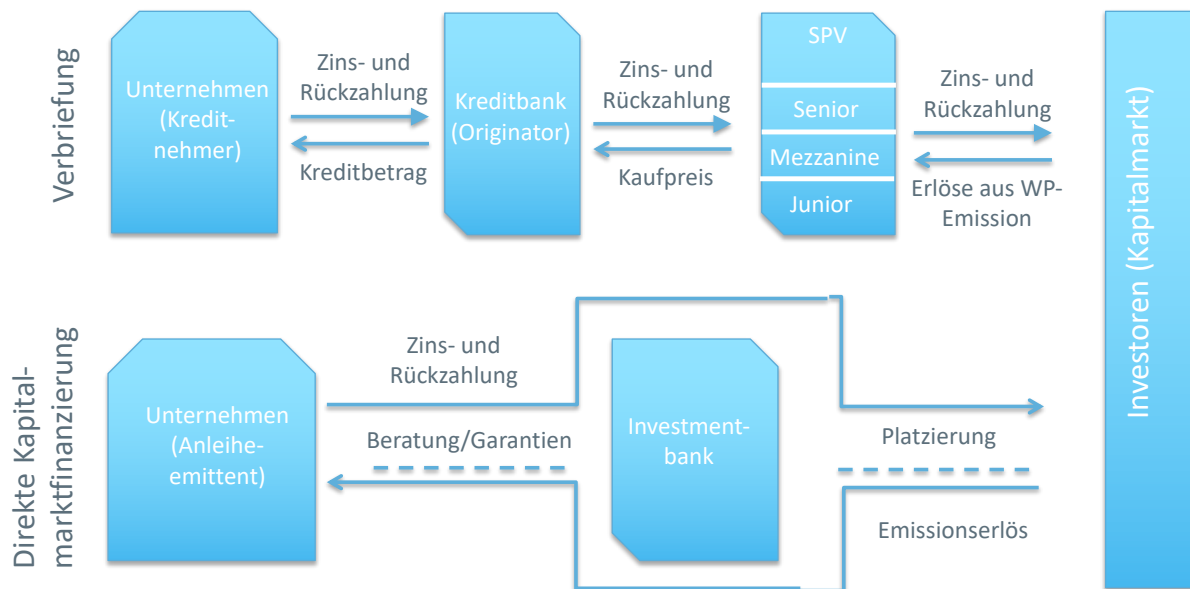 Verbriefung
Unternehmen
(Kredit-
nehmer)
Zins- und
Rückzahlung
Kreditbetrag
Kreditbank
(Originator)
Zins- und
Rückzahlung
Kaufpreis
SPV
Senior
Mezzanine
Junior
Zins- und
Rückzahlung
Erlöse aus WP-
Emission
Investoren (Kapitalmarkt)
Direkte Kapital-
marktfinanzierung
Unternehmen
(Anleihe-
emittent)
Zins- und
Rückzahlung
Beratung/Garantien
Investment-
bank
Platzierung
Emissionserlös